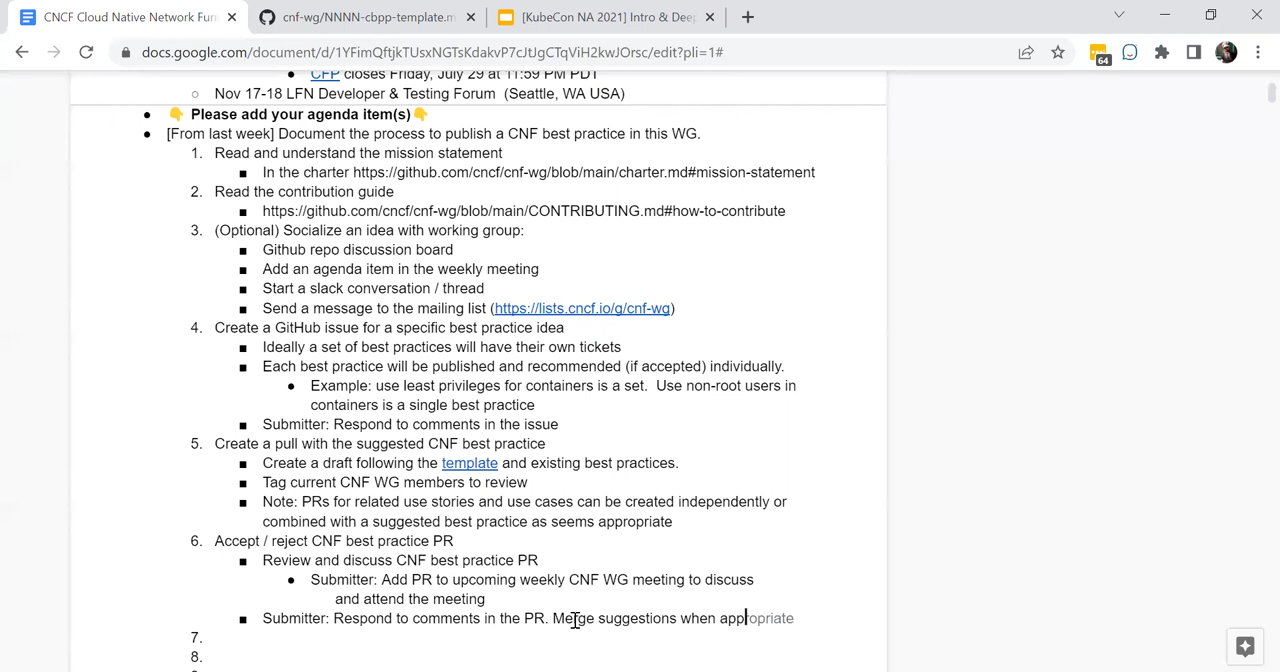 CNCF Cloud Native Network Fun
cnf-wg/NNNN-cbpp-template.m
[KubeCon NA 2021] Intro & Deep
docs.google.com/document/d/1YFimQftjkTUsxNGTsKdakvP7cJtJgCTqViH2kwJOrsc/edit?pli=1#
64
CFP closes Friday, July 29 at 11:59 PM PDT
Nov 17-18 LFN Developer & Testing Forum (Seattle, WA USA)
👇 Please add your agenda item(s)👇
[From last week] Document the process to publish a CNF best practice in this WG.
1. Read and understand the mission statement
In the charter https://github.com/cncf/cnf-wg/blob/main/charter.md#mission-statement
2. Read the contribution guide
https://github.com/cncf/cnf-wg/blob/main/CONTRIBUTING.md#how-to-contribute
3. (Optional) Socialize an idea with working group:
Github repo discussion board
Add an agenda item in the weekly meeting
Start a slack conversation / thread
Send a message to the mailing list (https://lists.cncf.io/g/cnf-wg)
4. Create a GitHub issue for a specific best practice idea
Ideally a set of best practices will have their own tickets
Each best practice will be published and recommended (if accepted) individually.
Example: use least privileges for containers is a set. Use non-root users in
containers is a single best practice
Submitter: Respond to comments in the issue
5. Create a pull with the suggested CNF best practice
Create a draft following the template and existing best practices.
Tag current CNF WG members to review
Note: PRs for related use stories and use cases can be created independently or
combined with a suggested best practice as seems appropriate
6. Accept / reject CNF best practice PR
Review and discuss CNF best practice PR
Submitter: Add PR to upcoming weekly CNF WG meeting to discuss
and attend the meeting
Submitter: Respond to comments in the PR. Merge suggestions when appropriate
7.
8.